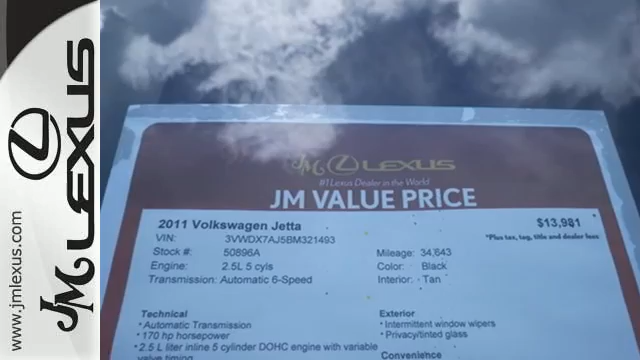 www.jmlexus.com
JM LEXUS
JM LEXUS
#1 Lexus Dealer in the World
JM VALUE PRICE
2011 Volkswagen Jetta $13,981
*Plus tax, tag, title and dealer fees
VIN: 3VWDX7AJ5BM321493
Stock #: 50896A
Engine: 2.5L 5 cyls
Transmission: Automatic 6-Speed
Mileage: 34,643
Color: Black
Interior: Tan
Technical
• Automatic Transmission
• 170 hp horsepower
• 2.5 L liter inline 5 cylinder DOHC engine with variable
valve timing
Exterior
• Intermittent window wipers
• Privacy/tinted glass
Convenience